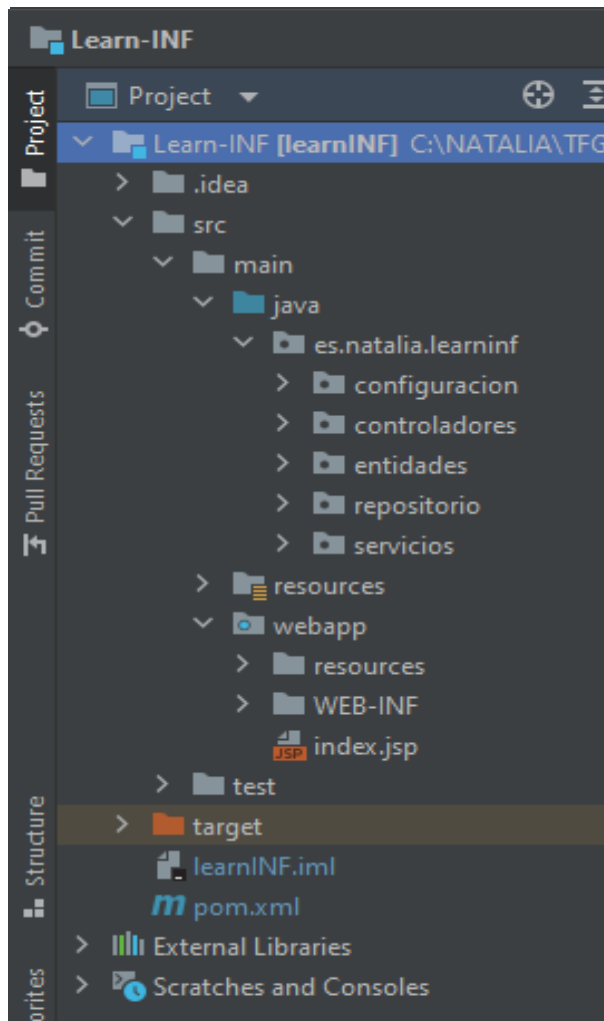 Learn-INF
Project
Learn-INF [learnINF] C:\NATALIA\TFG
.idea
src
main
java
es.natalia.learninf
configuracion
controladores
entidades
repositorio
servicios
resources
webapp
resources
WEB-INF
JSP index.jsp
test
target
learnINF.iml
m pom.xml
External Libraries
Scratches and Consoles
Project
Commit
Pull Requests
Structure
orites